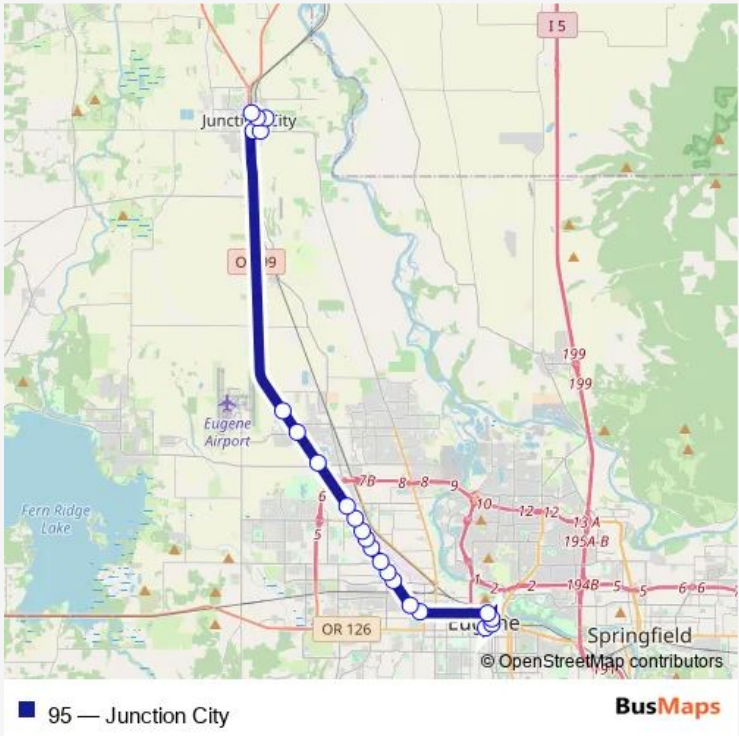 I 5
Juncti City
O 99
199
199
Eugene
Airport
7B 8 8 9
6
10
12 12
13 A
5
195A-B
Fern Ridge
Lake
1 2 2 194B 5 5 6 6
OR 126
Eugene
Springfield
© OpenStreetMap contributors
191
95 — Junction City
BusMaps